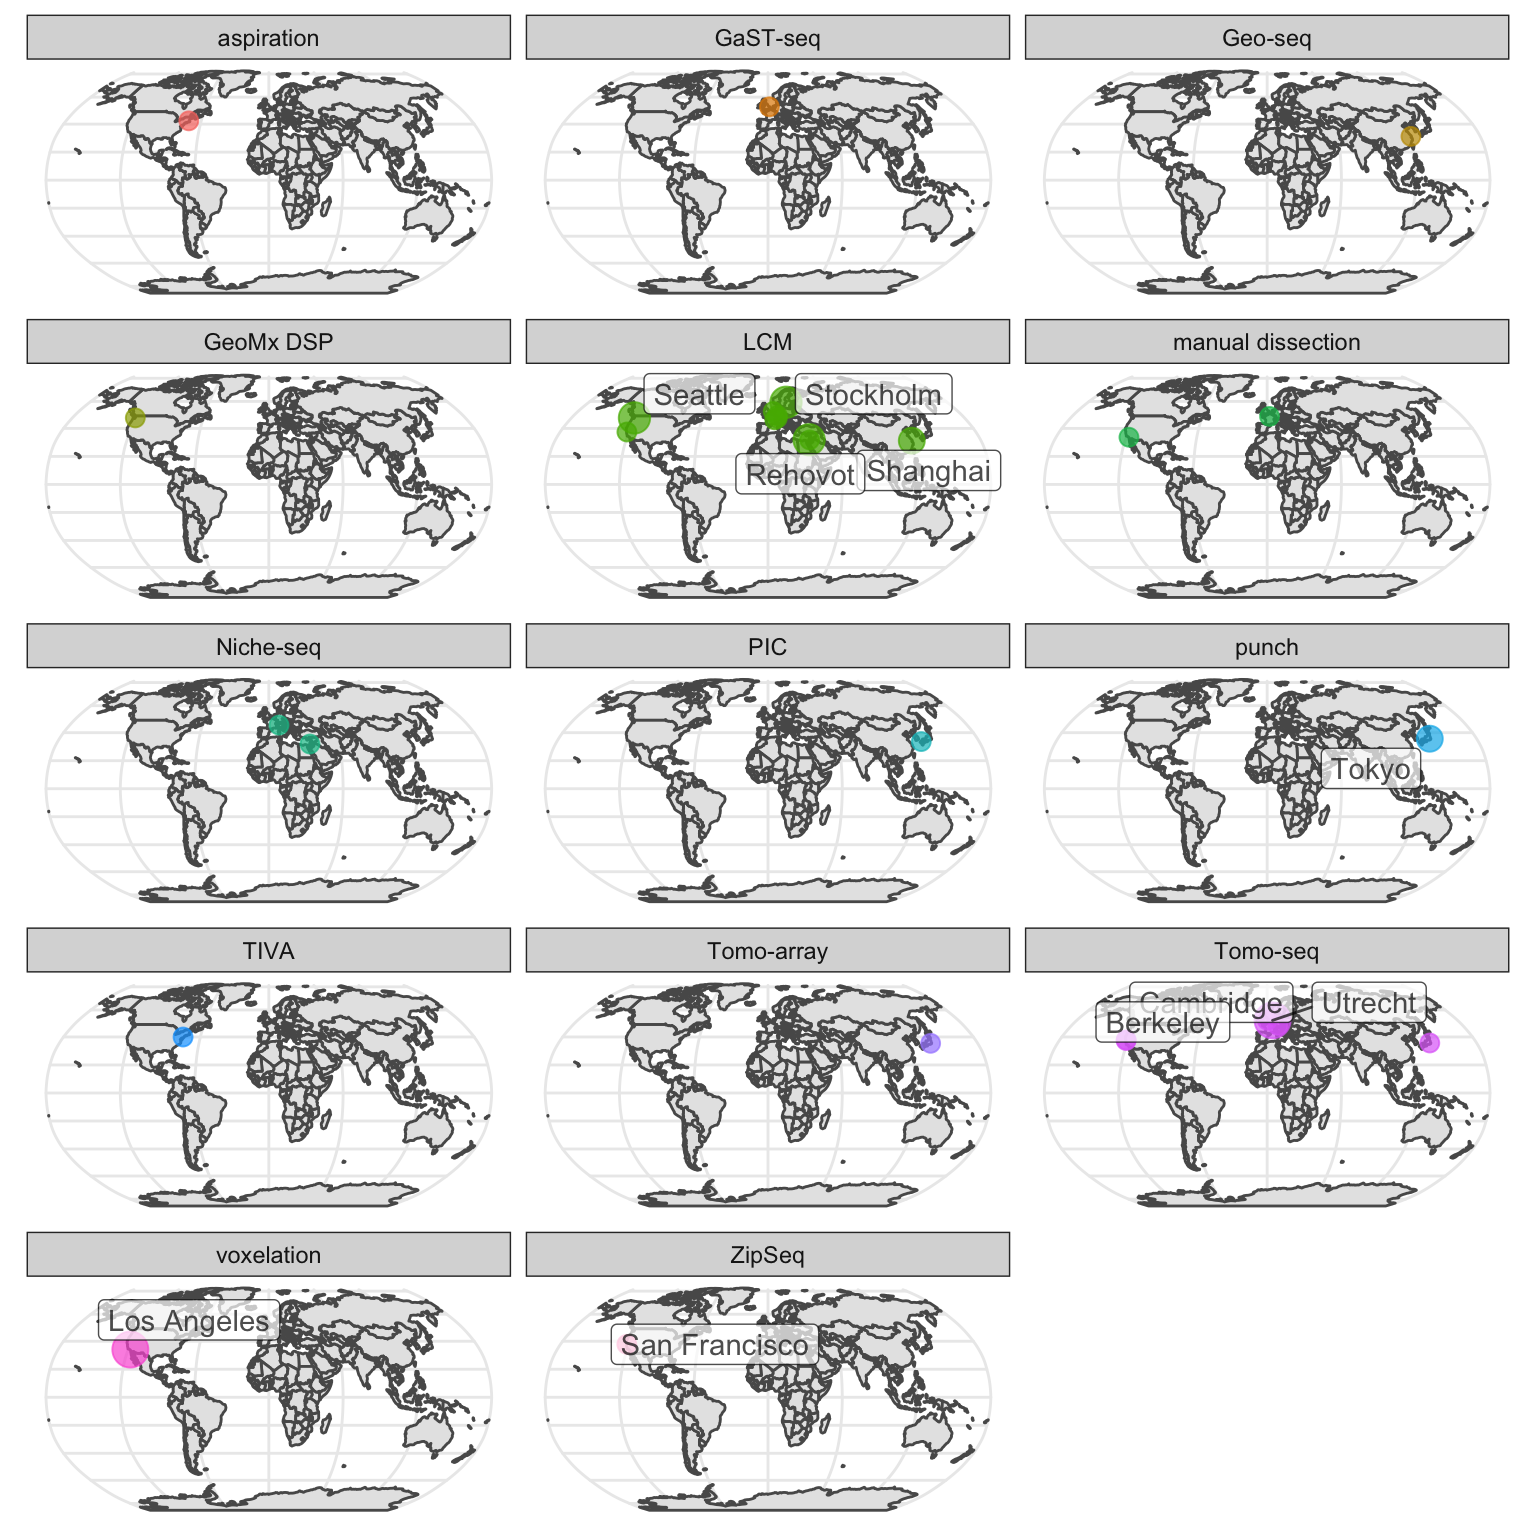 aspiration
GaST-seq
Geo-seq
GeoMx DSP
LCM
manual dissection
Seattle
Stockholm
Rehovot
Shanghai
Niche-seq
PIC
punch
Tokyo
TIVA
Tomo-array
Tomo-seq
Cambridge
Utrecht
Berkeley
voxelation
ZipSeq
Los Angeles
San Francisco